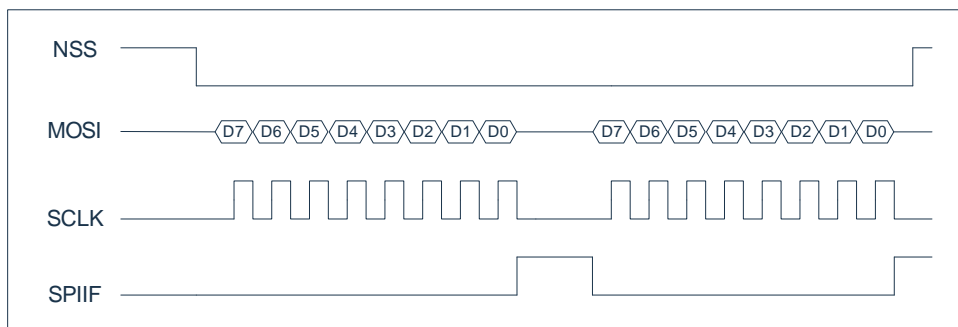 NSS
MOSI D7 D6 D5 D4 D3 D2 D1 D0 D7 D6 D5 D4 D3 D2 D1 D0
SCLK
SPIIF